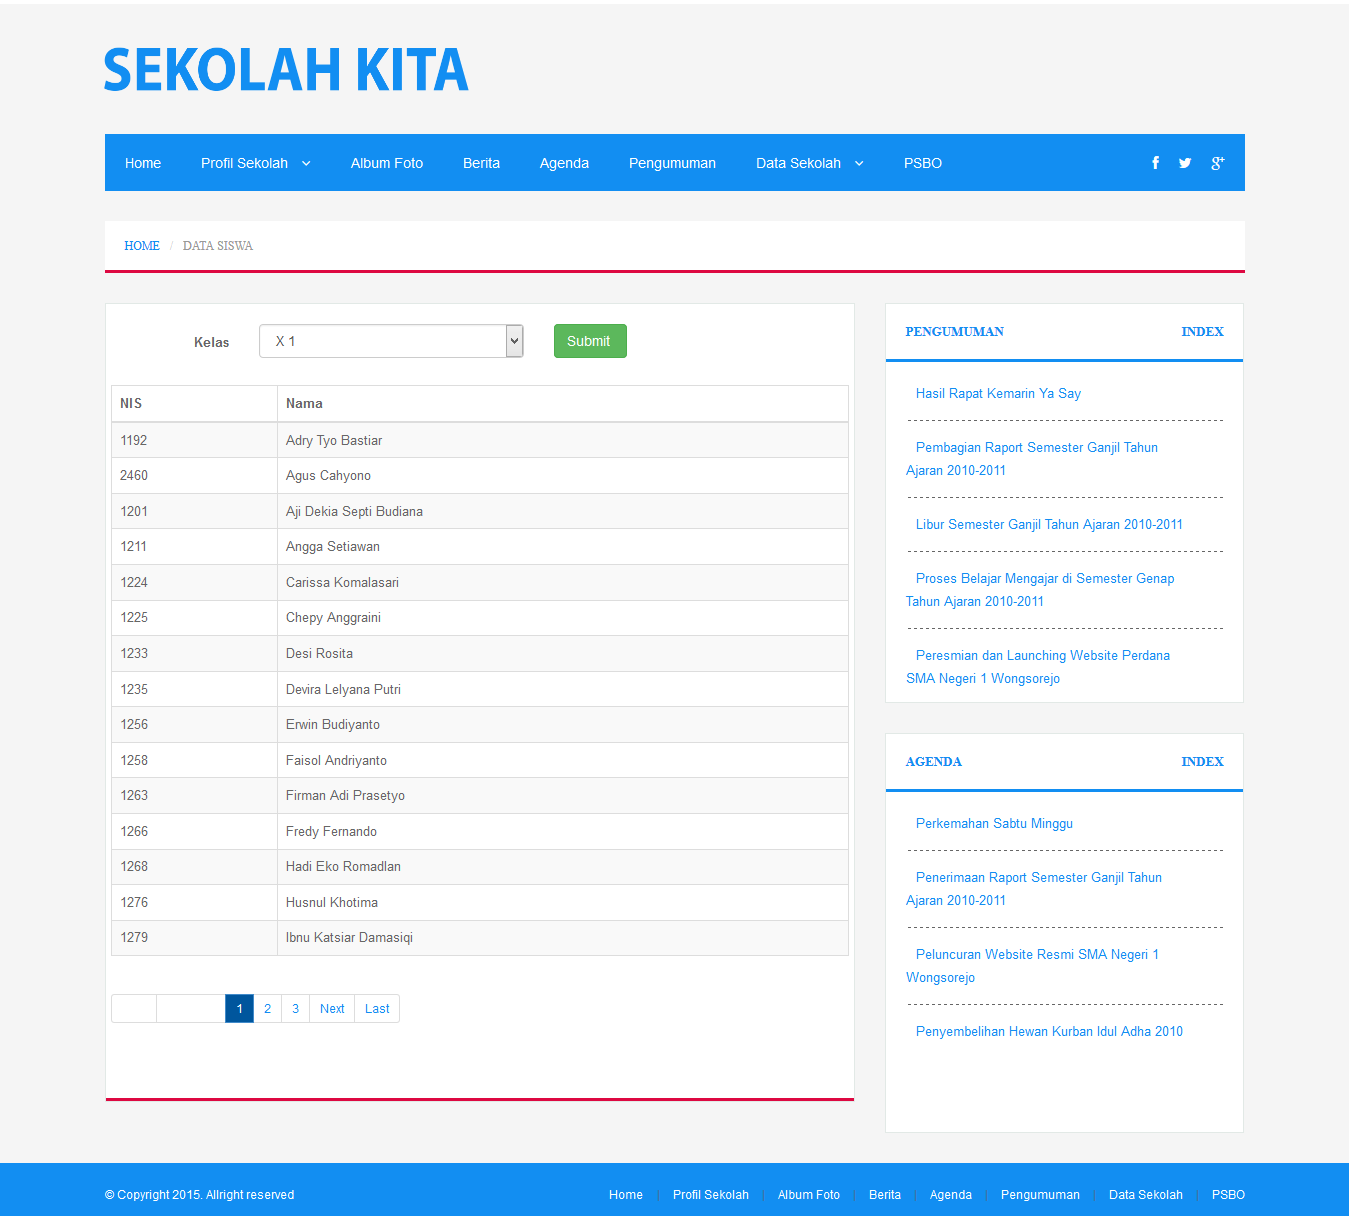 SEKOLAH KITA
Home Profil Sekolah Album Foto Berita Agenda Pengumuman Data Sekolah PSBO
HOME / DATA SISWA
Kelas X 1 Submit
NIS Nama
1192 Adry Tyo Bastiar
2460 Agus Cahyono
1201 Aji Dekia Septi Budiana
1211 Angga Setiawan
1224 Carissa Komalasari
1225 Chepy Anggraini
1233 Desi Rosita
1235 Devira Lelyana Putri
1256 Erwin Budiyanto
1258 Faisol Andriyanto
1263 Firman Adi Prasetyo
1266 Fredy Fernando
1268 Hadi Eko Romadlan
1276 Husnul Khotima
1279 Ibnu Katsiar Damasiqi
1 2 3 Next Last
PENGUMUMAN INDEX
Hasil Rapat Kemarin Ya Say
Pembagian Raport Semester Ganjil Tahun
Ajaran 2010-2011
Libur Semester Ganjil Tahun Ajaran 2010-2011
Proses Belajar Mengajar di Semester Genap
Tahun Ajaran 2010-2011
Peresmian dan Launching Website Perdana
SMA Negeri 1 Wongsorejo
AGENDA INDEX
Perkemahan Sabtu Minggu
Penerimaan Raport Semester Ganjil Tahun
Ajaran 2010-2011
Peluncuran Website Resmi SMA Negeri 1
Wongsorejo
Penyembelihan Hewan Kurban Idul Adha 2010
© Copyright 2015. Allright reserved
Home | Profil Sekolah | Album Foto | Berita | Agenda | Pengumuman | Data Sekolah | PSBO